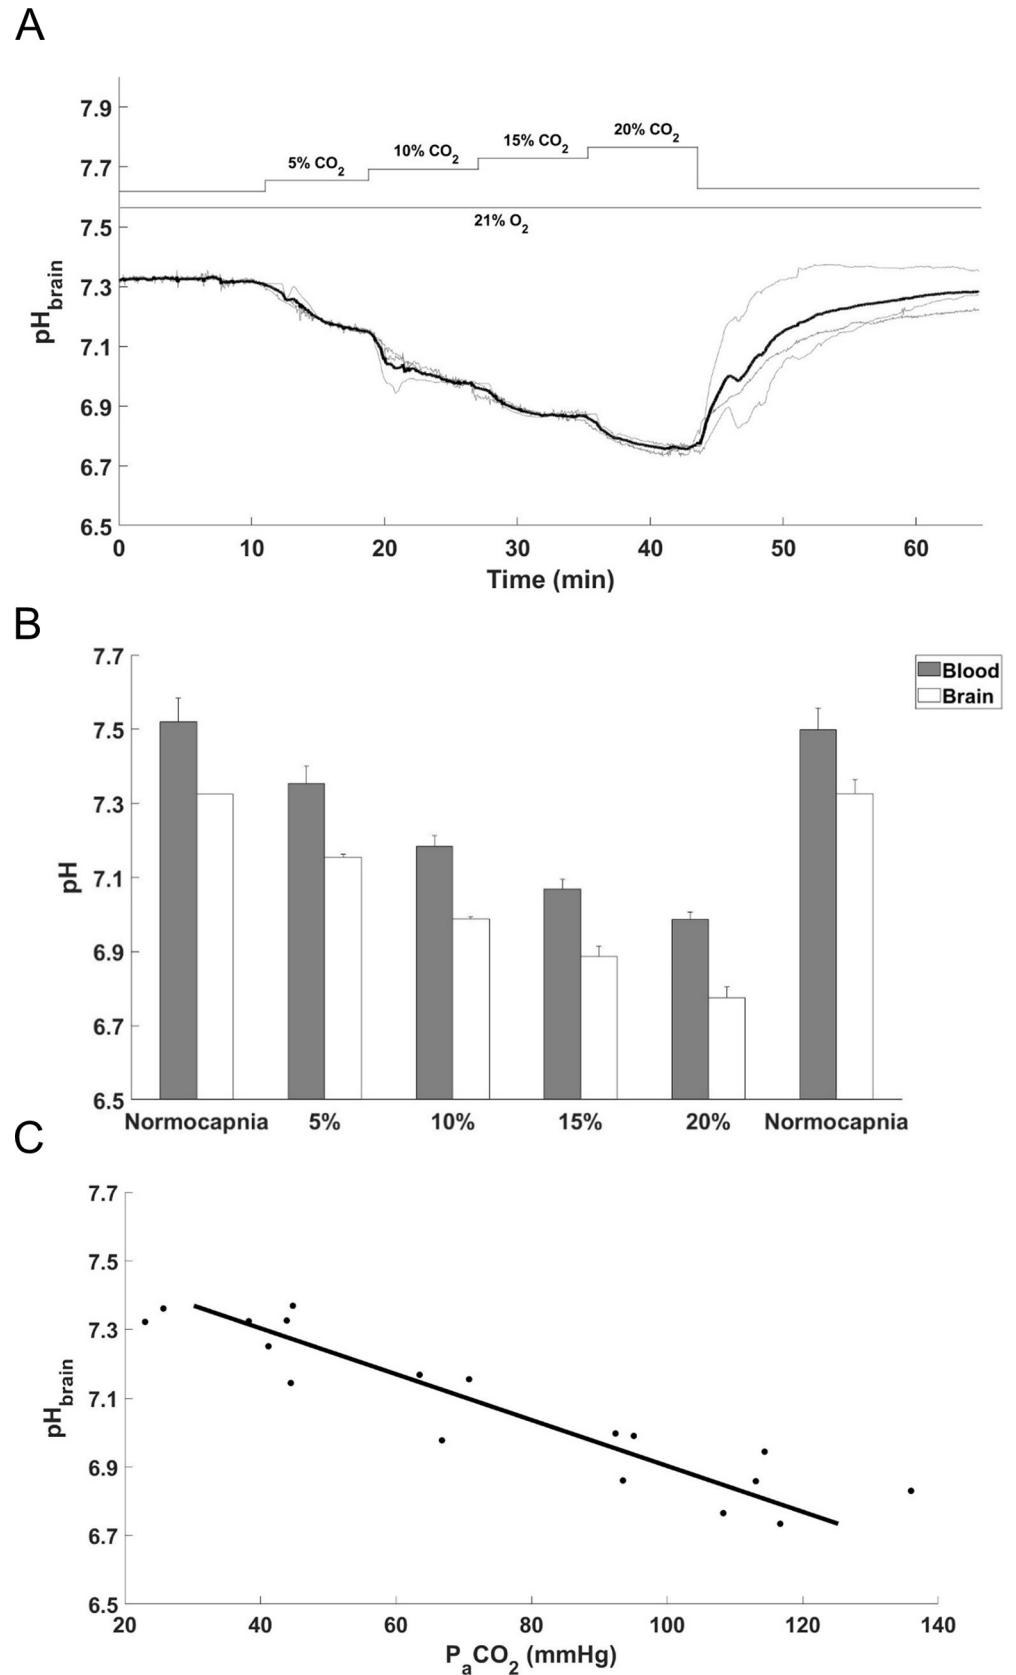 A
7.9
7.7
7.5
7.3
7.1
6.9
6.7
6.5
pHbrain
5% CO2
10% CO2
15% CO2
20% CO2
21% O2
0 10 20 30 40 50 60
Time (min)
B
7.7
7.5
7.3
7.1
6.9
6.7
6.5
pH
Blood
Brain
Normocapnia 5% 10% 15% 20% Normocapnia
C
7.7
7.5
7.3
7.1
6.9
6.7
6.5
pHbrain
20 40 60 80 100 120 140
PaCO2 (mmHg)